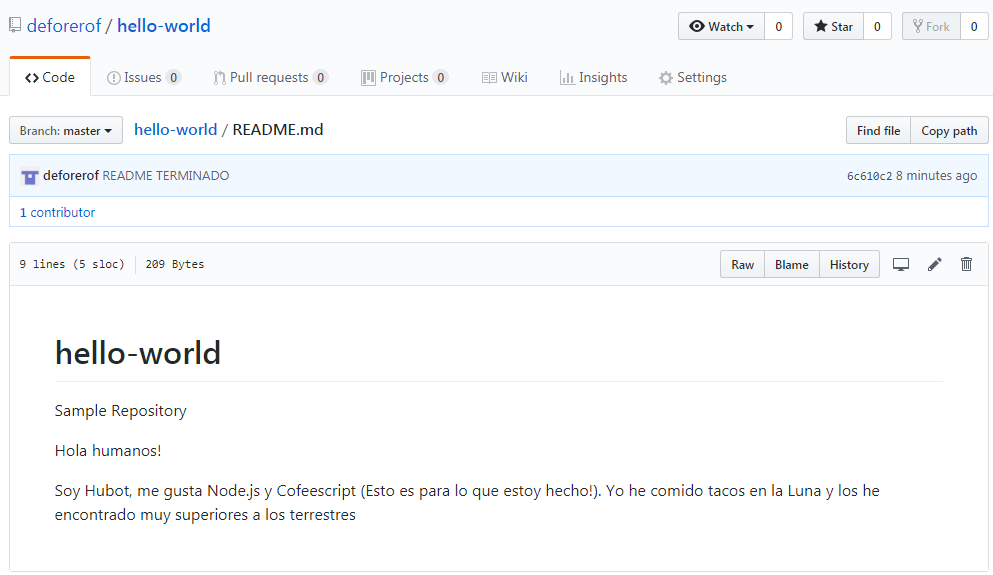 deforerof / hello-world
Watch 0 Star 0 Fork 0
Code Issues 0 Pull requests 0 Projects 0 Wiki Insights Settings
Branch: master hello-world / README.md Find file Copy path
deforerof README TERMINADO 6c610c2 8 minutes ago
1 contributor
9 lines (5 sloc) 209 Bytes Raw Blame History
hello-world
Sample Repository
Hola humanos!
Soy Hubot, me gusta Node.js y Cofeescript (Esto es para lo que estoy hecho!). Yo he comido tacos en la Luna y los he
encontrado muy superiores a los terrestres